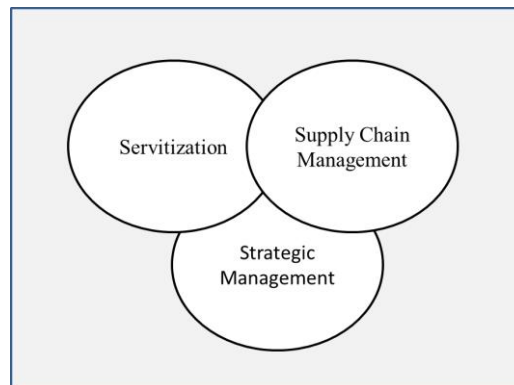 Servitization
Supply Chain
Management
Strategic
Management